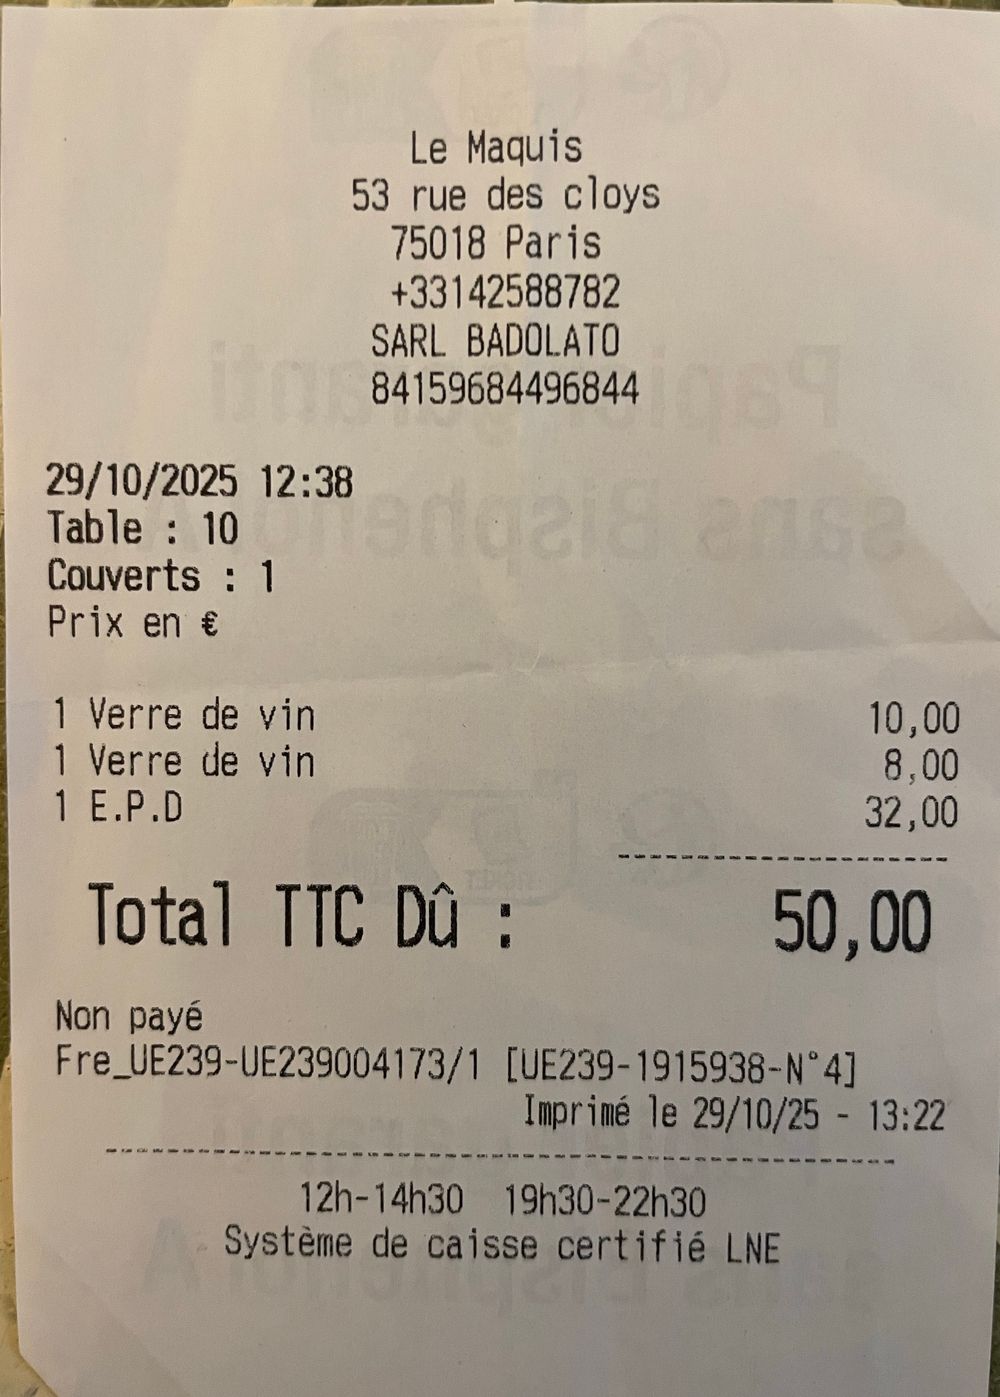 Le Maquis
53 rue des cloys
75018 Paris
+33142588782
SARL BADOLATO
84159684496844
29/10/2025 12:38
Table : 10
Couverts : 1
Prix en €
1 Verre de vin 10,00
1 Verre de vin 8,00
1 E.P.D 32,00
Total TTC Dû : 50,00
Non payé
Fre_UE239-UE239004173/1 [UE239-1915938-N°4]
Imprimé le 29/10/25 - 13:22
12h-14h30 19h30-22h30
Système de caisse certifié LNE